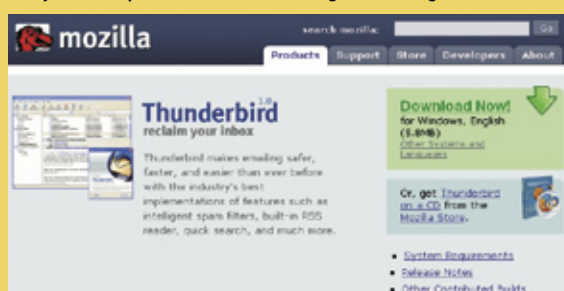 mozilla
search mozilla:
Go
Products Support Store Developers About
Thunderbird 1.0
reclaim your inbox
Thunderbird makes emailing safer,
faster, and easier than ever before
with the industry's best
implementations of features such as
intelligent spam filters, built-in RSS
reader, quick search, and much more.
Download Now!
for Windows, English
(5.8MB)
Other Systems and
Languages
Or, get Thunderbird
on a CD from the
Mozilla Store.
System Requirements
Release Notes
Other Contributed Builds